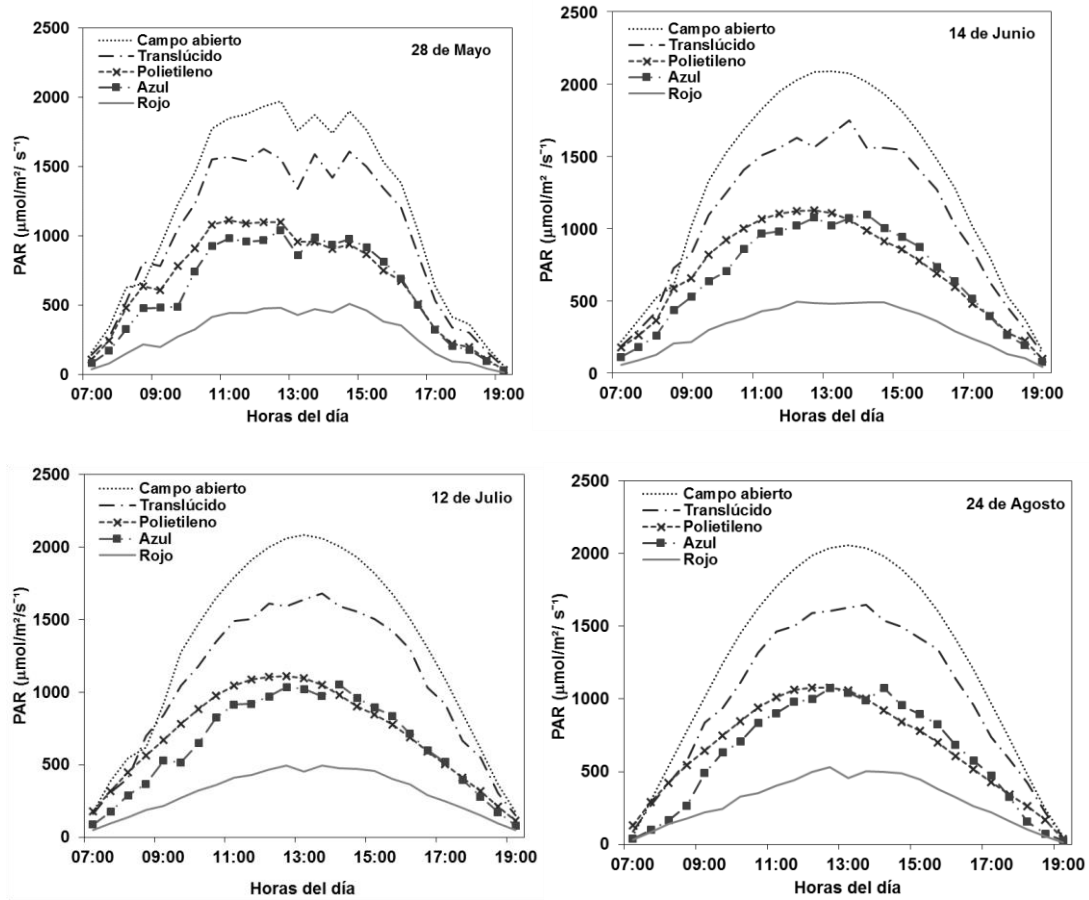 2500
2000
1500
1000
500
0
PAR (µmol/m²/ s⁻¹)
Campo abierto
Translúcido
Polietileno
Azul
Rojo
28 de Mayo
07:00 09:00 11:00 13:00 15:00 17:00 19:00
Horas del día
2500
2000
1500
1000
500
0
PAR (µmol/m² /s⁻¹)
Campo abierto
Translúcido
Polietileno
Azul
Rojo
14 de Junio
07:00 09:00 11:00 13:00 15:00 17:00 19:00
Horas del día
2500
2000
1500
1000
500
0
PAR (µmol/m²/s⁻¹)
Campo abierto
Translúcido
Polietileno
Azul
Rojo
12 de Julio
07:00 09:00 11:00 13:00 15:00 17:00 19:00
Horas del día
2500
2000
1500
1000
500
0
PAR (µmol/m²/ s⁻¹)
Campo abierto
Translúcido
Polietileno
Azul
Rojo
24 de Agosto
07:00 09:00 11:00 13:00 15:00 17:00 19:00
Horas del día